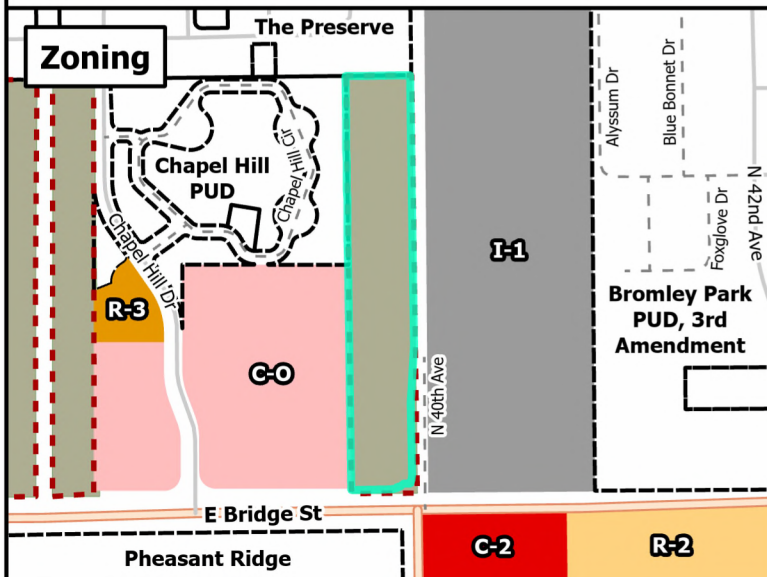 The Preserve
Zoning
Alyssum Dr
Blue Bonnet Dr
Chapel Hill
PUD
Chapel Hill Cir
N 42nd Ave
Foxglove Dr
Chapel Hill Dr
I-1
R-3
Bromley Park
PUD, 3rd
Amendment
C-O
N 40th Ave
E Bridge St
C-2
R-2
Pheasant Ridge